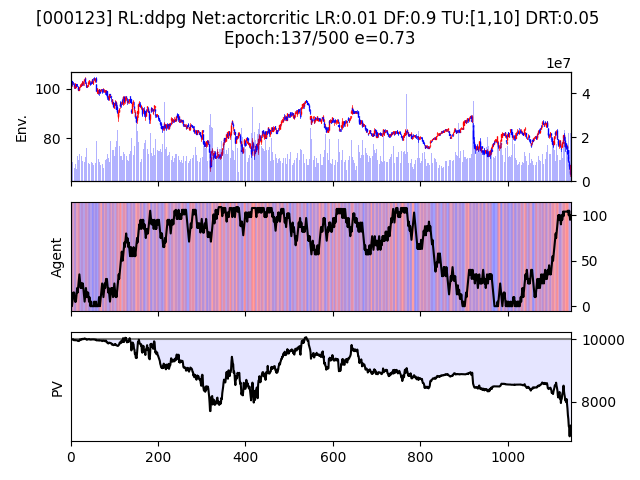 [000123] RL:ddpg Net:actorcritic LR:0.01 DF:0.9 TU:[1,10] DRT:0.05
Epoch:137/500 e=0.73
1e7
Env.
100
80
4
2
0
Agent
100
50
0
PV
10000
8000
0
200
400
600
800
1000